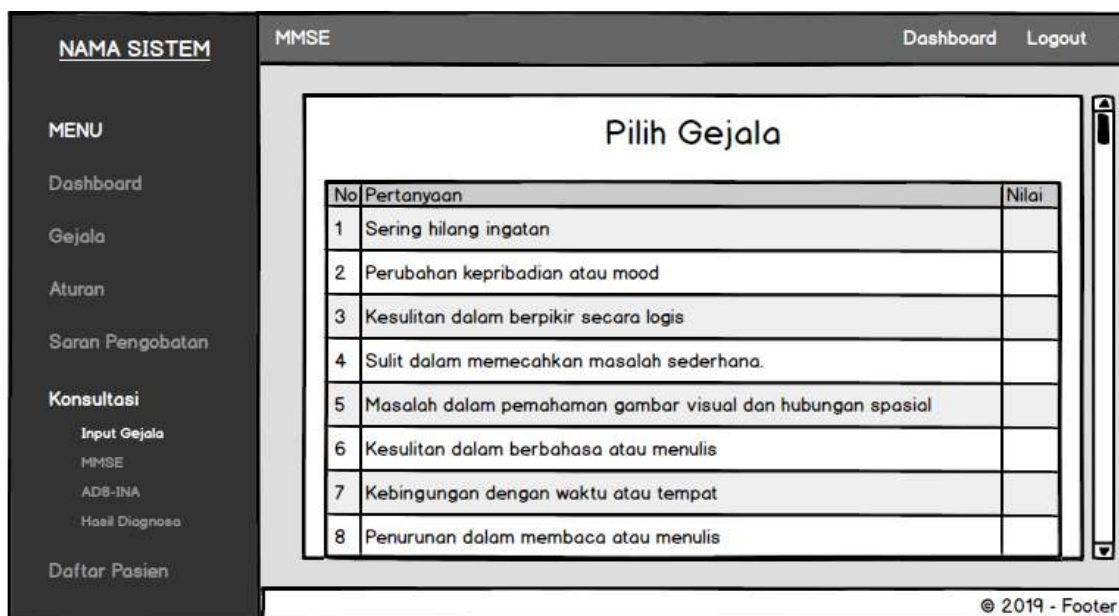 NAMA SISTEM
MENU
Dashboard
Gejala
Aturan
Saran Pengobatan
Konsultasi
Input Gejala
MMSE
AD8-INA
Hasil Diagnosa
Daftar Pasien
MMSE Dashboard Logout
Pilih Gejala
No Pertanyaan Nilai
1 Sering hilang ingatan
2 Perubahan kepribadian atau mood
3 Kesulitan dalam berpikir secara logis
4 Sulit dalam memecahkan masalah sederhana.
5 Masalah dalam pemahaman gambar visual dan hubungan spasial
6 Kesulitan dalam berbahasa atau menulis
7 Kebingungan dengan waktu atau tempat
8 Penurunan dalam membaca atau menulis
© 2019 - Footer